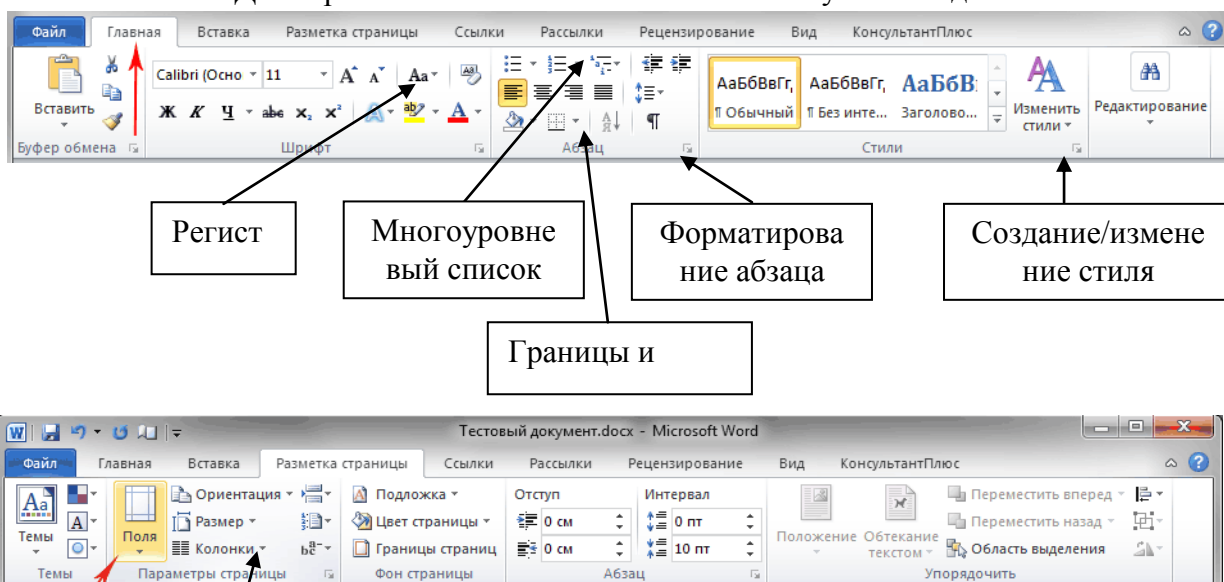 Файл Главная Вставка Разметка страницы Ссылки Рассылки Рецензирование Вид КонсультантПлюс
Calibri (Осно 11 Aa
АаБбВвГг, АаБбВвГг, АаБбВ
Вставить Ж К Ч abc x₂ x² ab A
¶ Обычный ¶ Без инте... Заголово... Изменить стили Редактирование
Буфер обмена Шрифт Абзац Стили
Регист
Многоуровне
вый список
Форматирова
ние абзаца
Создание/измене
ние стиля
Границы и
Тестовый документ.docx - Microsoft Word
Файл Главная Вставка Разметка страницы Ссылки Рассылки Рецензирование Вид КонсультантПлюс
Ориентация Подложка Отступ Интервал Переместить вперед
Темы Поля Размер Цвет страницы 0 см 0 пт Положение Обтекание текстом Переместить назад
Колонки Границы страниц 0 см 10 пт Область выделения
Темы Параметры страницы Фон страницы Абзац Упорядочить